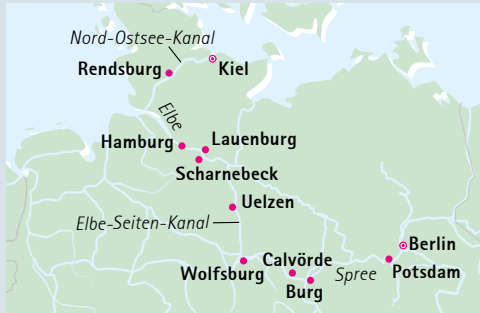 Nord-Ostsee-Kanal
Rendsburg
Kiel
Elbe
Hamburg
Lauenburg
Scharnebeck
Uelzen
Elbe-Seiten-Kanal
Wolfsburg
Calvörde
Burg
Spree
Berlin
Potsdam